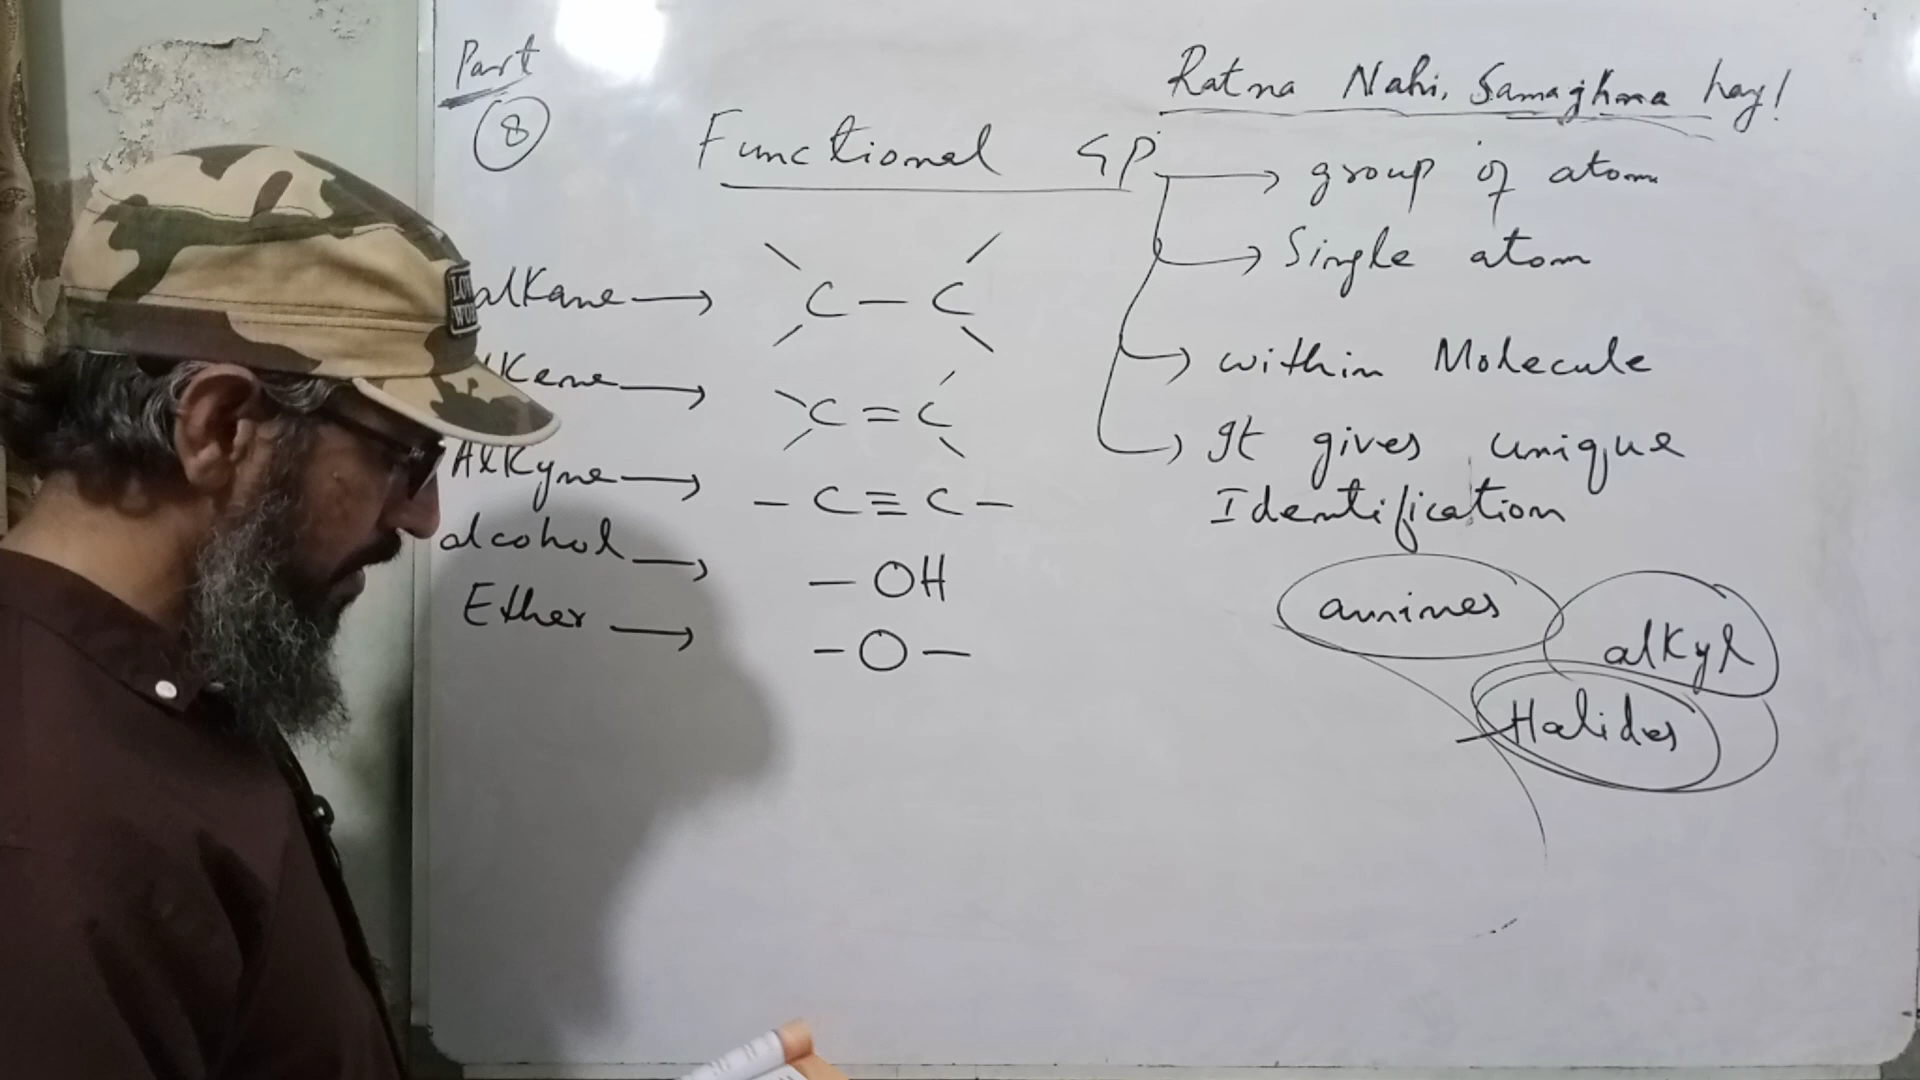 Part
8
Ratna Nahi, Samajhna hay!
Functional GP
group of atom
Single atom
within Molecule
It gives unique
Identification
alkane → C — C
Kene → C = C
Alkyne → — C ≡ C —
alcohol → — OH
Ether → — O —
amines
alkyl
Halides